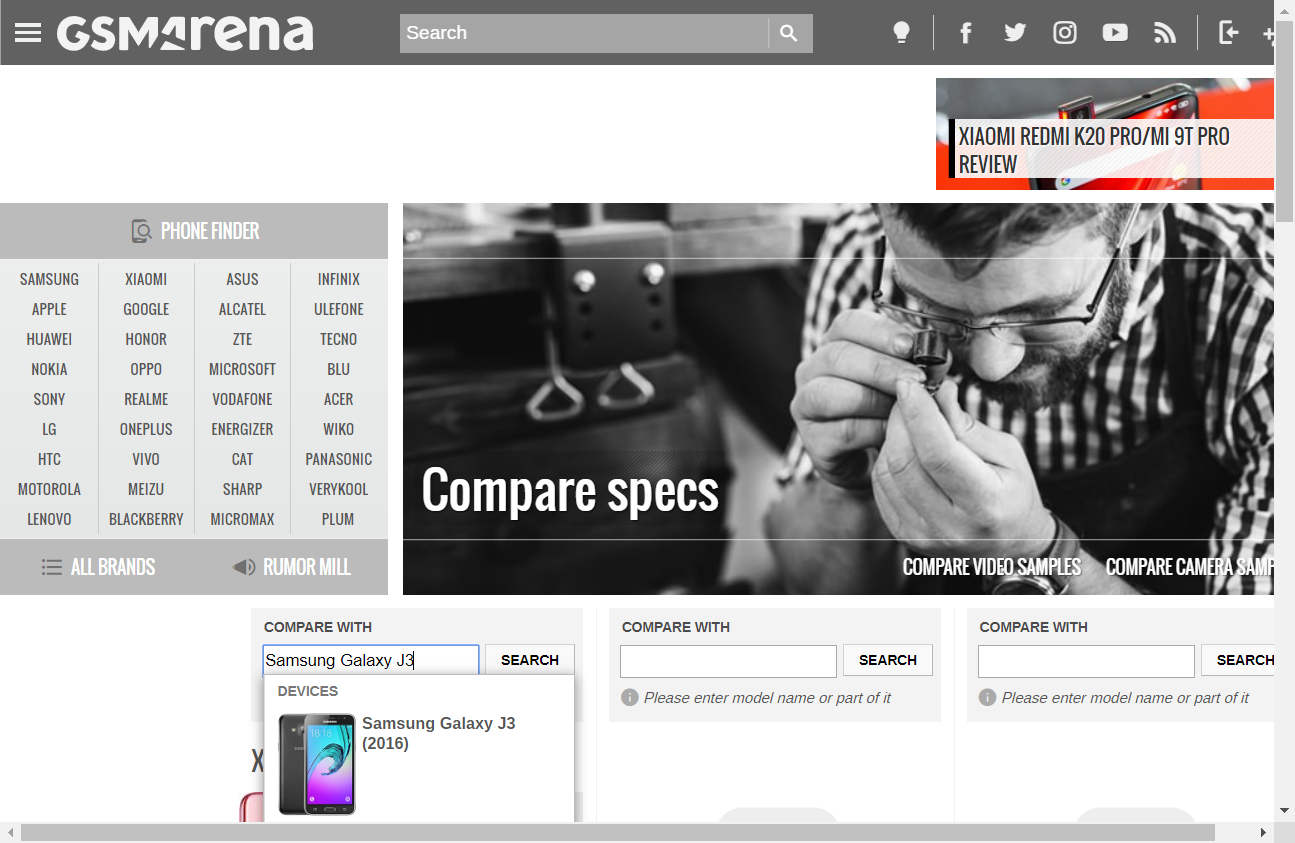 GSMArena
Search
XIAOMI REDMI K20 PRO/MI 9T PRO
REVIEW
PHONE FINDER
SAMSUNG XIAOMI ASUS INFINIX
APPLE GOOGLE ALCATEL ULEFONE
HUAWEI HONOR ZTE TECNO
NOKIA OPPO MICROSOFT BLU
SONY REALME VODAFONE ACER
LG ONEPLUS ENERGIZER WIKO
HTC VIVO CAT PANASONIC
MOTOROLA MEIZU SHARP VERYKOOL
LENOVO BLACKBERRY MICROMAX PLUM
ALL BRANDS RUMOR MILL
Compare specs
COMPARE VIDEO SAMPLES COMPARE CAMERA SAMP
COMPARE WITH
Samsung Galaxy J3
SEARCH
DEVICES
Samsung Galaxy J3
(2016)
X
COMPARE WITH
SEARCH
Please enter model name or part of it
COMPARE WITH
SEARCH
Please enter model name or part of it